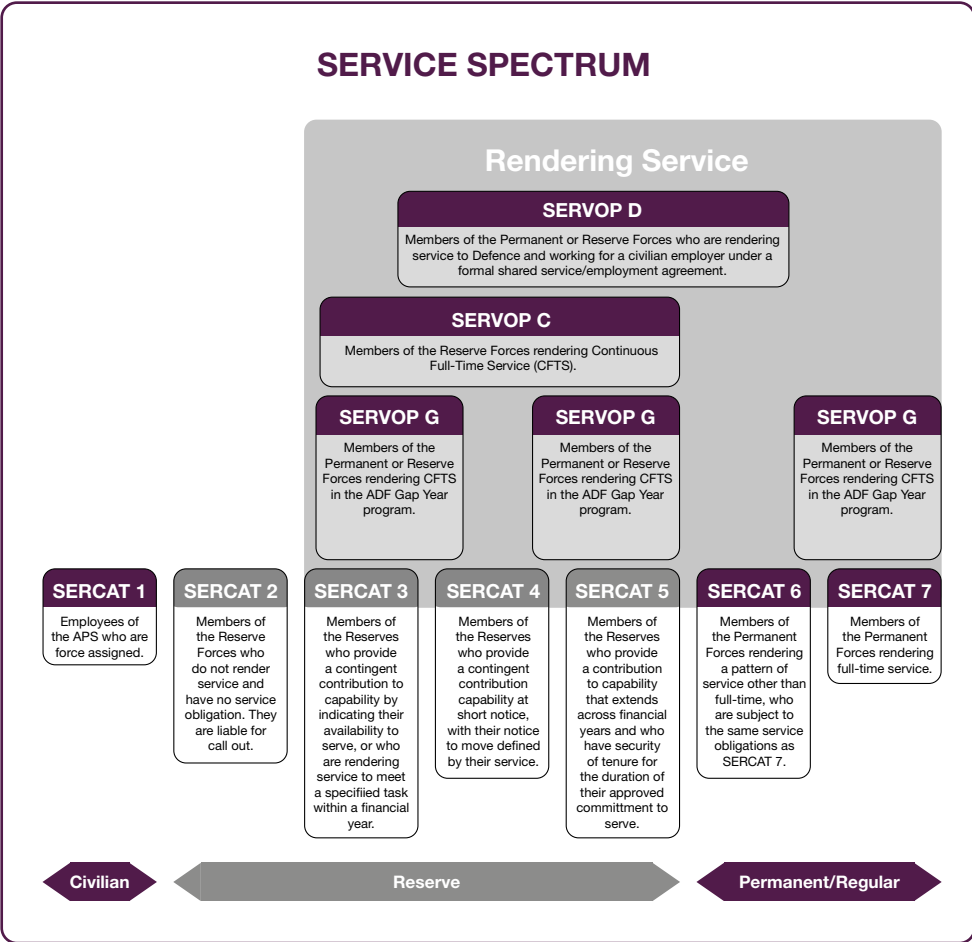 SERVICE SPECTRUM
Rendering Service
SERVOP D
Members of the Permanent or Reserve Forces who are rendering
service to Defence and working for a civilian employer under a
formal shared service/employment agreement.
SERVOP C
Members of the Reserve Forces rendering Continuous
Full-Time Service (CFTS).
SERVOP G
Members of the
Permanent or Reserve
Forces rendering CFTS
in the ADF Gap Year
program.
SERVOP G
Members of the
Permanent or Reserve
Forces rendering CFTS
in the ADF Gap Year
program.
SERVOP G
Members of the
Permanent or Reserve
Forces rendering CFTS
in the ADF Gap Year
program.
SERCAT 1
Employees of
the APS who are
force assigned.
SERCAT 2
Members of
the Reserve
Forces who
do not render
service and
have no service
obligation. They
are liable for
call out.
SERCAT 3
Members of
the Reserves
who provide
a contingent
contribution to
capability by
indicating their
availability to
serve, or who
are rendering
service to meet
a specifiied task
within a financial
year.
SERCAT 4
Members of
the Reserves
who provide
a contingent
contribution
capability at
short notice,
with their notice
to move defined
by their service.
SERCAT 5
Members of
the Reserves
who provide
a contribution
to capability
that extends
across financial
years and who
have security
of tenure for
the duration of
their approved
committment to
serve.
SERCAT 6
Members of
the Permanent
Forces rendering
a pattern of
service other than
full-time, who
are subject to
the same service
obligations as
SERCAT 7.
SERCAT 7
Members of
the Permanent
Forces rendering
full-time service.
Civilian
Reserve
Permanent/Regular